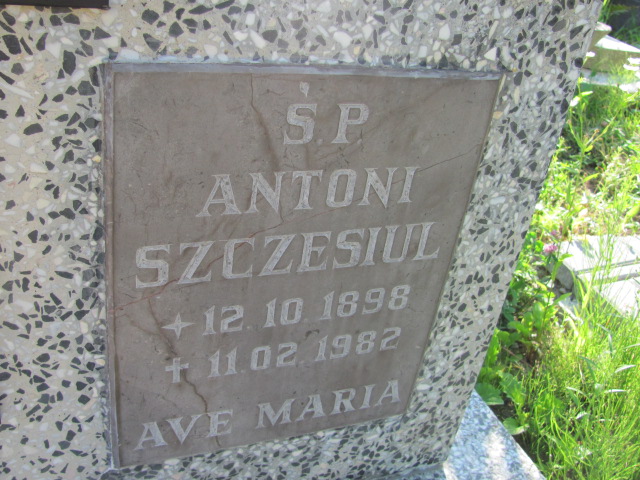 Ś.P.
ANTONI
SZCZESIUL
12.10.1898
11.02.1982
AVE MARIA